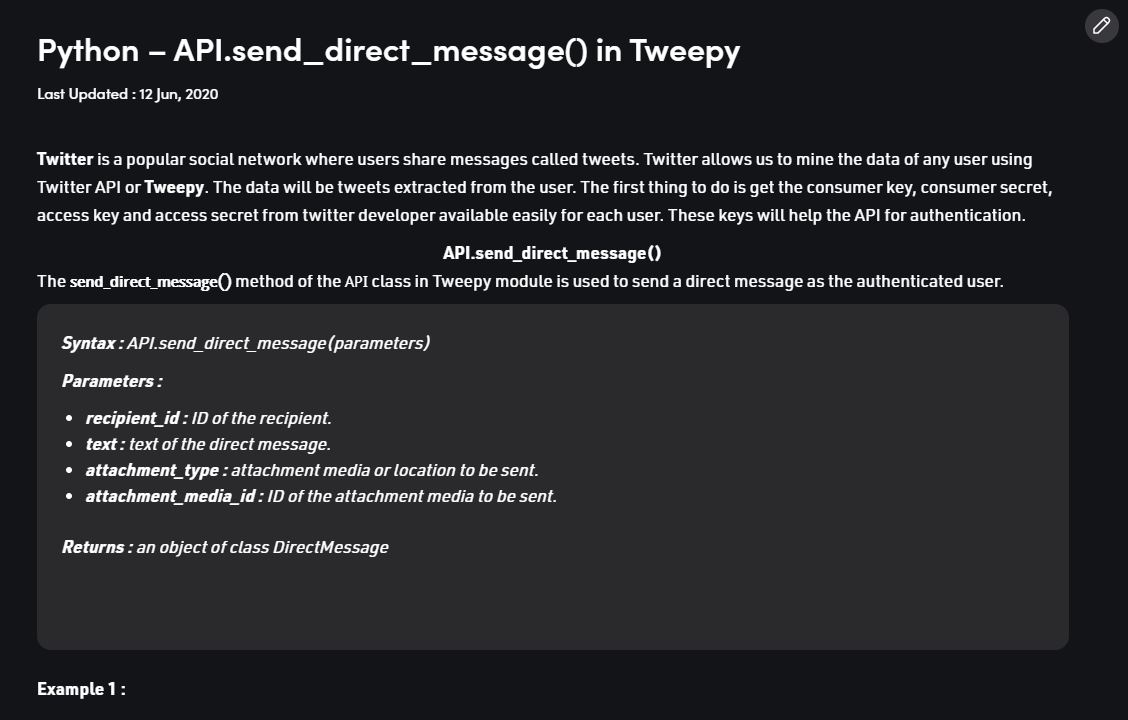 Python – API.send_direct_message() in Tweepy
Last Updated : 12 Jun, 2020
Twitter is a popular social network where users share messages called tweets. Twitter allows us to mine the data of any user using
Twitter API or Tweepy. The data will be tweets extracted from the user. The first thing to do is get the consumer key, consumer secret,
access key and access secret from twitter developer available easily for each user. These keys will help the API for authentication.
API.send_direct_message()
The send_direct_message() method of the API class in Tweepy module is used to send a direct message as the authenticated user.
Syntax : API.send_direct_message(parameters)
Parameters :
• recipient_id : ID of the recipient.
• text : text of the direct message.
• attachment_type : attachment media or location to be sent.
• attachment_media_id : ID of the attachment media to be sent.
Returns : an object of class DirectMessage
Example 1 :